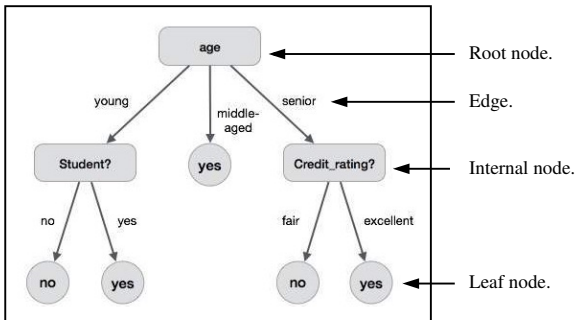 age
Root node.
young
middle-
aged
senior
Edge.
Student?
yes
Credit_rating?
Internal node.
no
yes
fair
excellent
no
yes
no
yes
Leaf node.